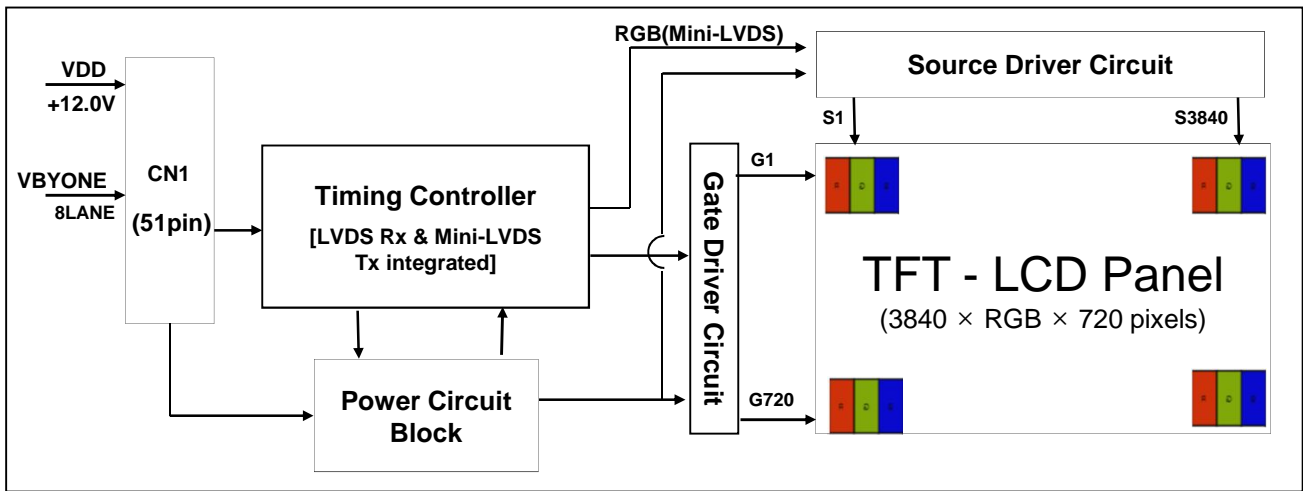 RGB(Mini-LVDS)
VDD
+12.0V
Source Driver Circuit
S1
S3840
CN1
(51pin)
VBYONE
8LANE
Timing Controller
[LVDS Rx & Mini-LVDS
Tx integrated]
Gate Driver Circuit
G1
G720
TFT - LCD Panel
(3840 × RGB × 720 pixels)
Power Circuit
Block